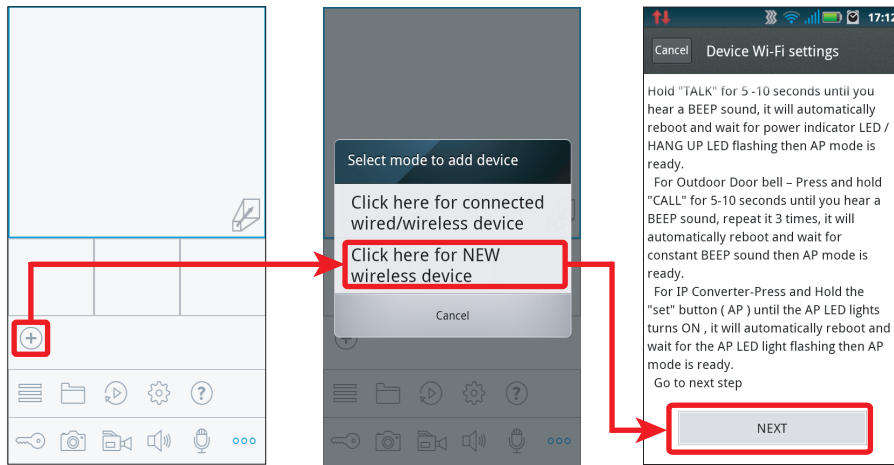 ?
Select mode to add device
Click here for connected
wired/wireless device
Click here for NEW
wireless device
Cancel
?
17:12
Cancel Device Wi-Fi settings
Hold "TALK" for 5 -10 seconds until you
hear a BEEP sound, it will automatically
reboot and wait for power indicator LED /
HANG UP LED flashing then AP mode is
ready.
For Outdoor Door bell – Press and hold
"CALL" for 5-10 seconds until you hear a
BEEP sound, repeat it 3 times, it will
automatically reboot and wait for
constant BEEP sound then AP mode is
ready.
For IP Converter-Press and Hold the
"set" button ( AP ) until the AP LED lights
turns ON , it will automatically reboot and
wait for the AP LED light flashing then AP
mode is ready.
Go to next step
NEXT